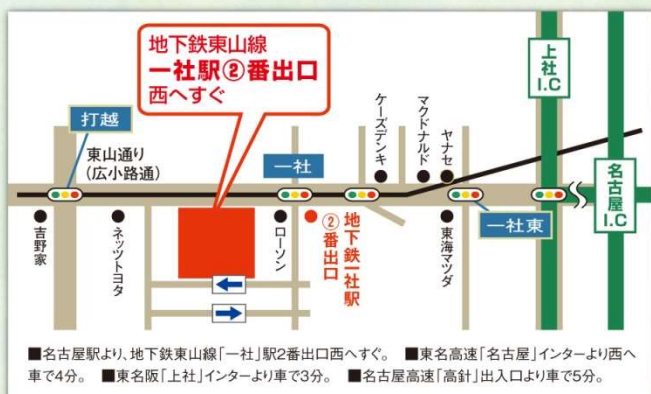 地下鉄東山線
一社駅②番出口
西へすぐ
上社
I.C
名古屋
I.C
打越
東山通り
(広小路通)
一社
ケーズデンキ
マクドナルド
ヤナセ
一社東
吉野家
ネッツトヨタ
ローソン
地下鉄一社駅
②番出口
東海マツダ
■名古屋駅より、地下鉄東山線「一社」駅2番出口西へすぐ。 ■東名高速「名古屋」インターより西へ
車で4分。 ■東名阪「上社」インターより車で3分。 ■名古屋高速「高針」出入口より車で5分。